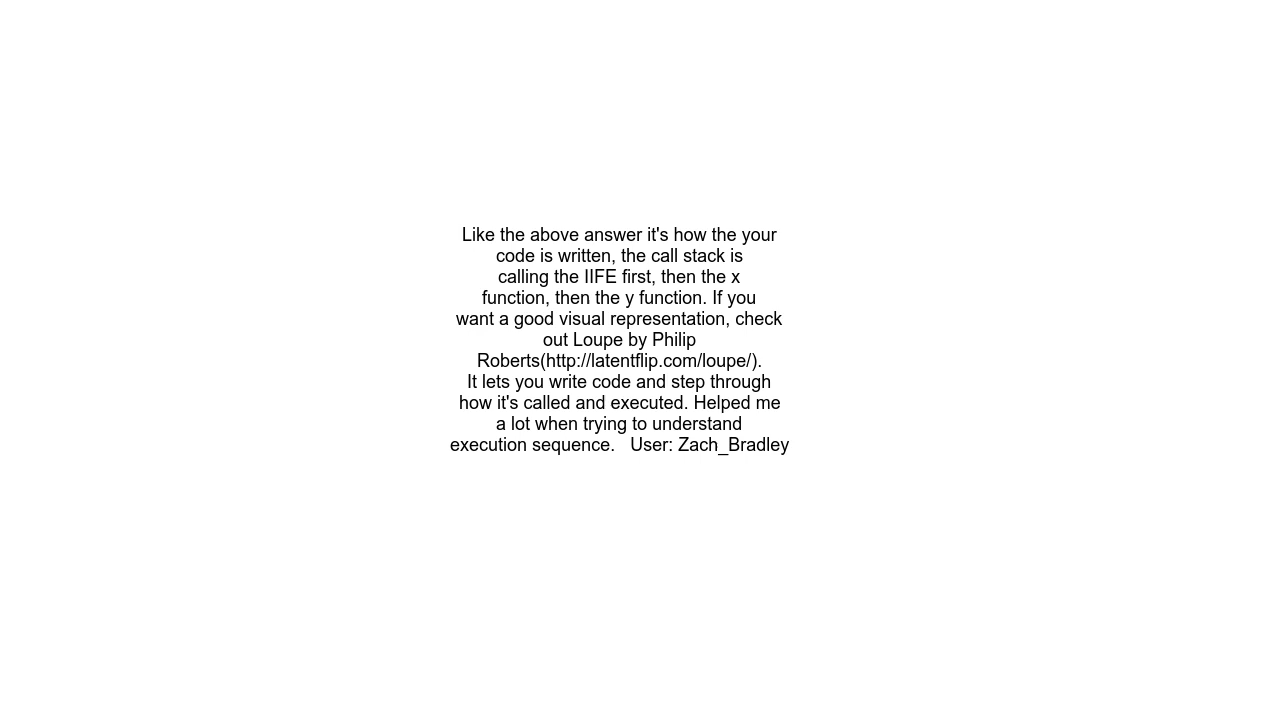 Like the above answer it's how the your
code is written, the call stack is
calling the IIFE first, then the x
function, then the y function. If you
want a good visual representation, check
out Loupe by Philip
Roberts(http://latentflip.com/loupe/).
It lets you write code and step through
how it's called and executed. Helped me
a lot when trying to understand
execution sequence.   User: Zach_Bradley